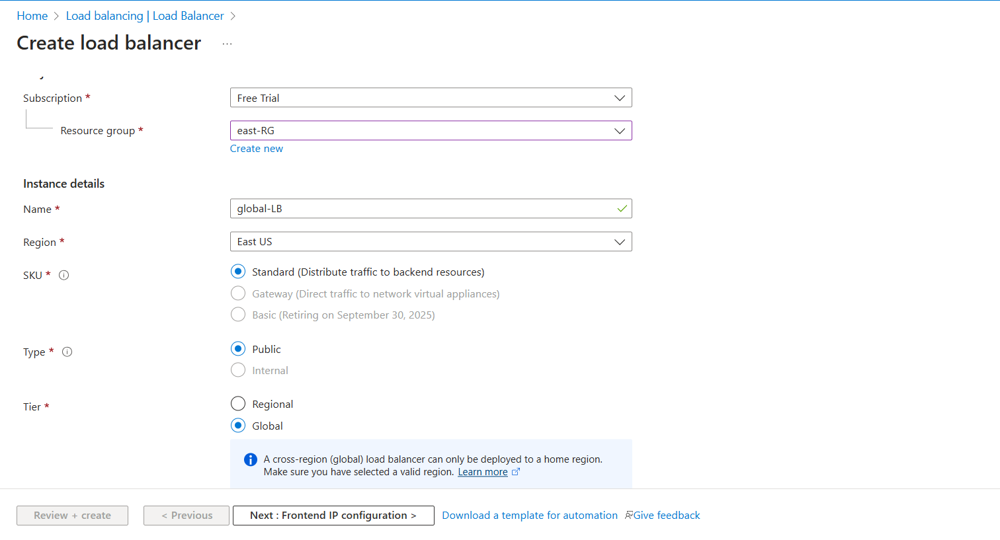 Home > Load balancing | Load Balancer >
Create load balancer ...
Subscription *
Free Trial
Resource group *
east-RG
Create new
Instance details
Name *
global-LB
Region *
East US
SKU *
Standard (Distribute traffic to backend resources)
Gateway (Direct traffic to network virtual appliances)
Basic (Retiring on September 30, 2025)
Type *
Public
Internal
Tier *
Regional
Global
A cross-region (global) load balancer can only be deployed to a home region.
Make sure you have selected a valid region. Learn more
Review + create
< Previous
Next : Frontend IP configuration >
Download a template for automation
Give feedback